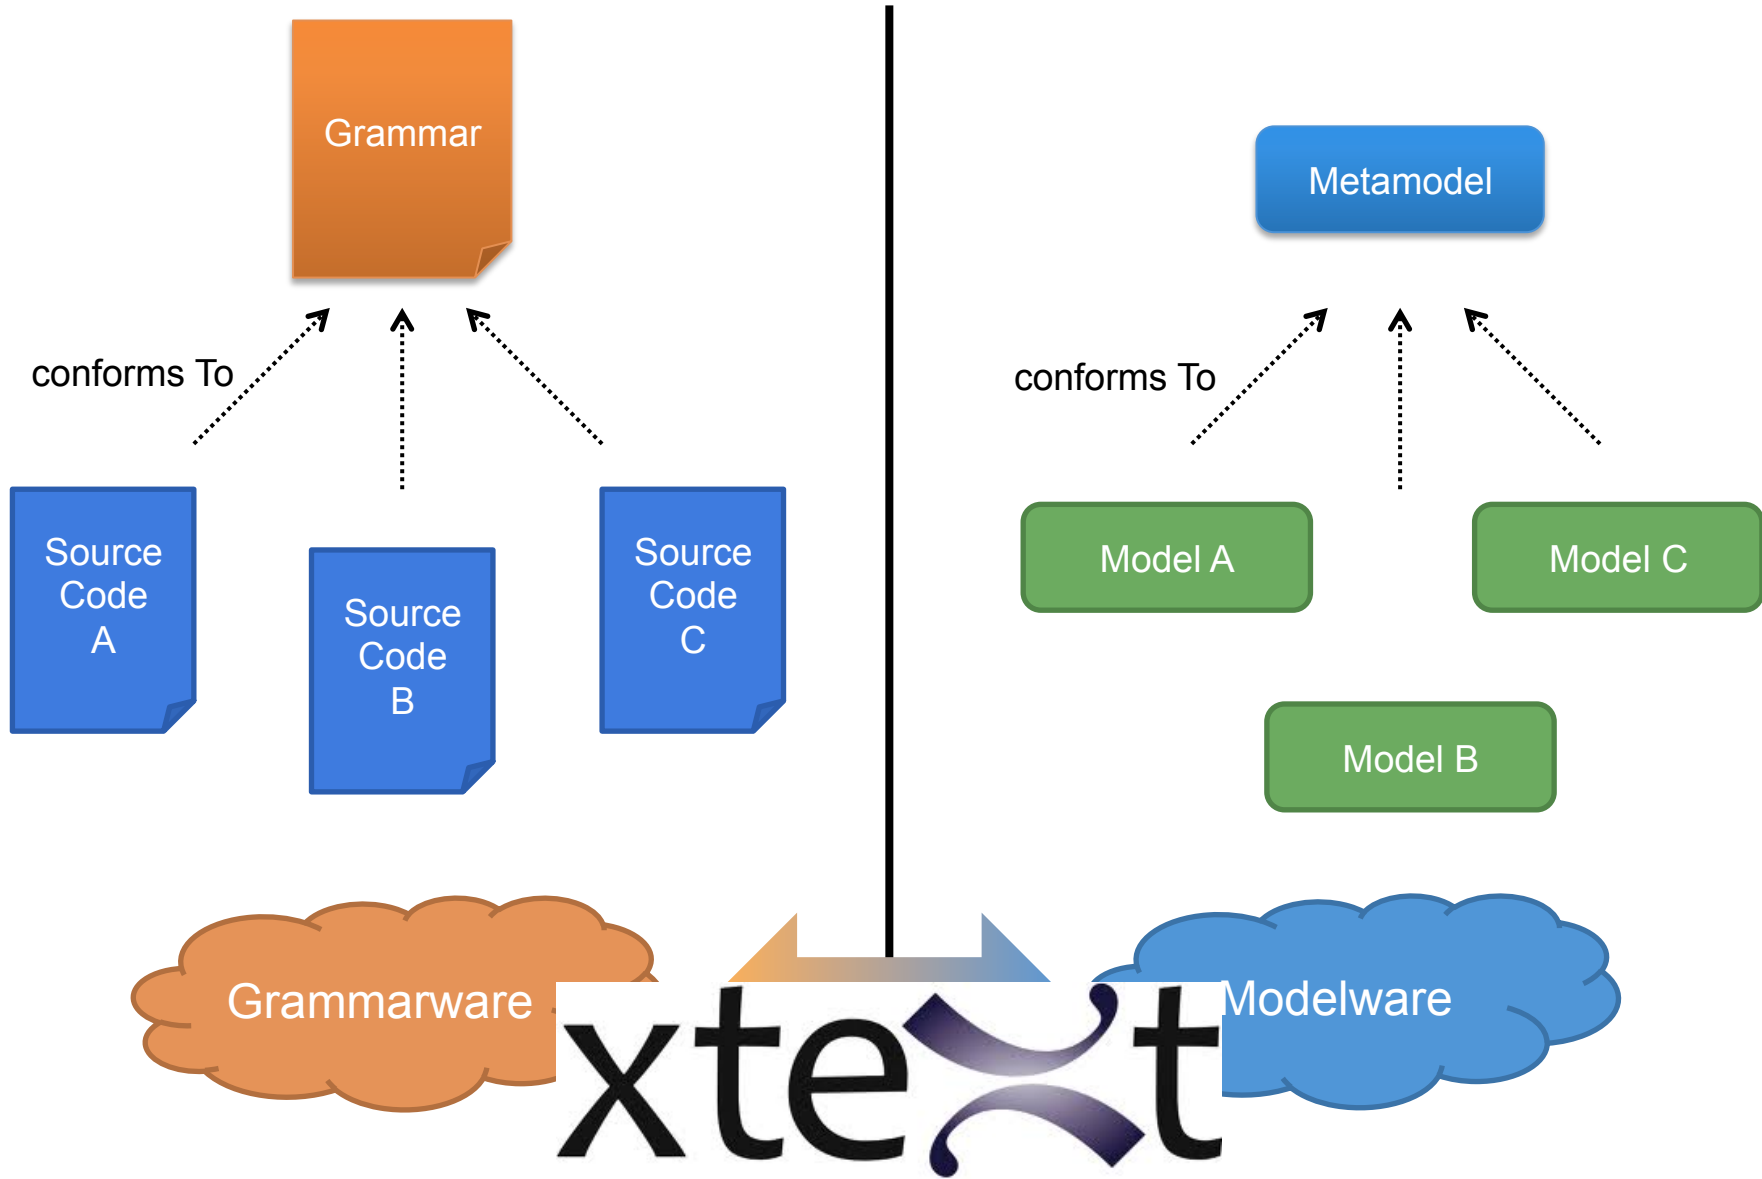 Grammar
Metamodel
conforms To
conforms To
Source
Code
A
Source
Code
B
Source
Code
C
Model A
Model C
Model B
Grammarware
Modelware
xtext